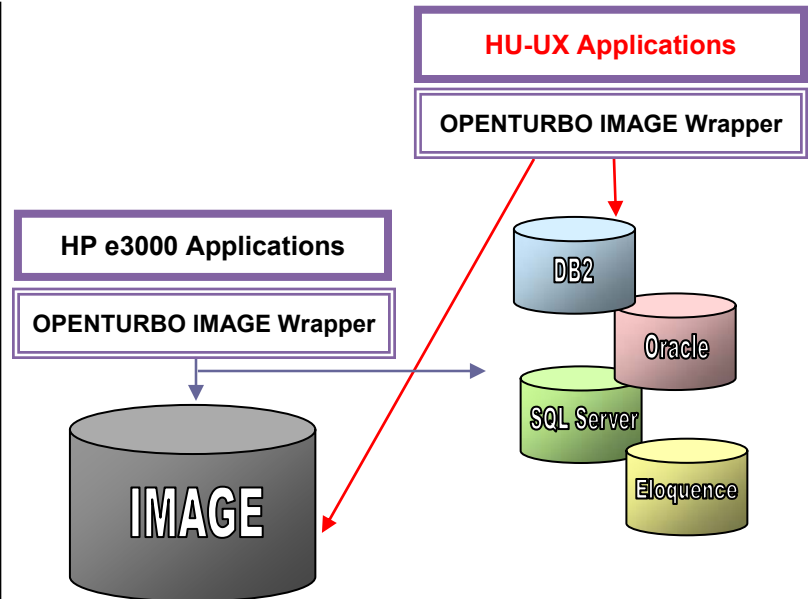 HU-UX Applications
OPENTURBO IMAGE Wrapper
HP e3000 Applications
OPENTURBO IMAGE Wrapper
DB2
Oracle
SQL Server
Eloquence
IMAGE